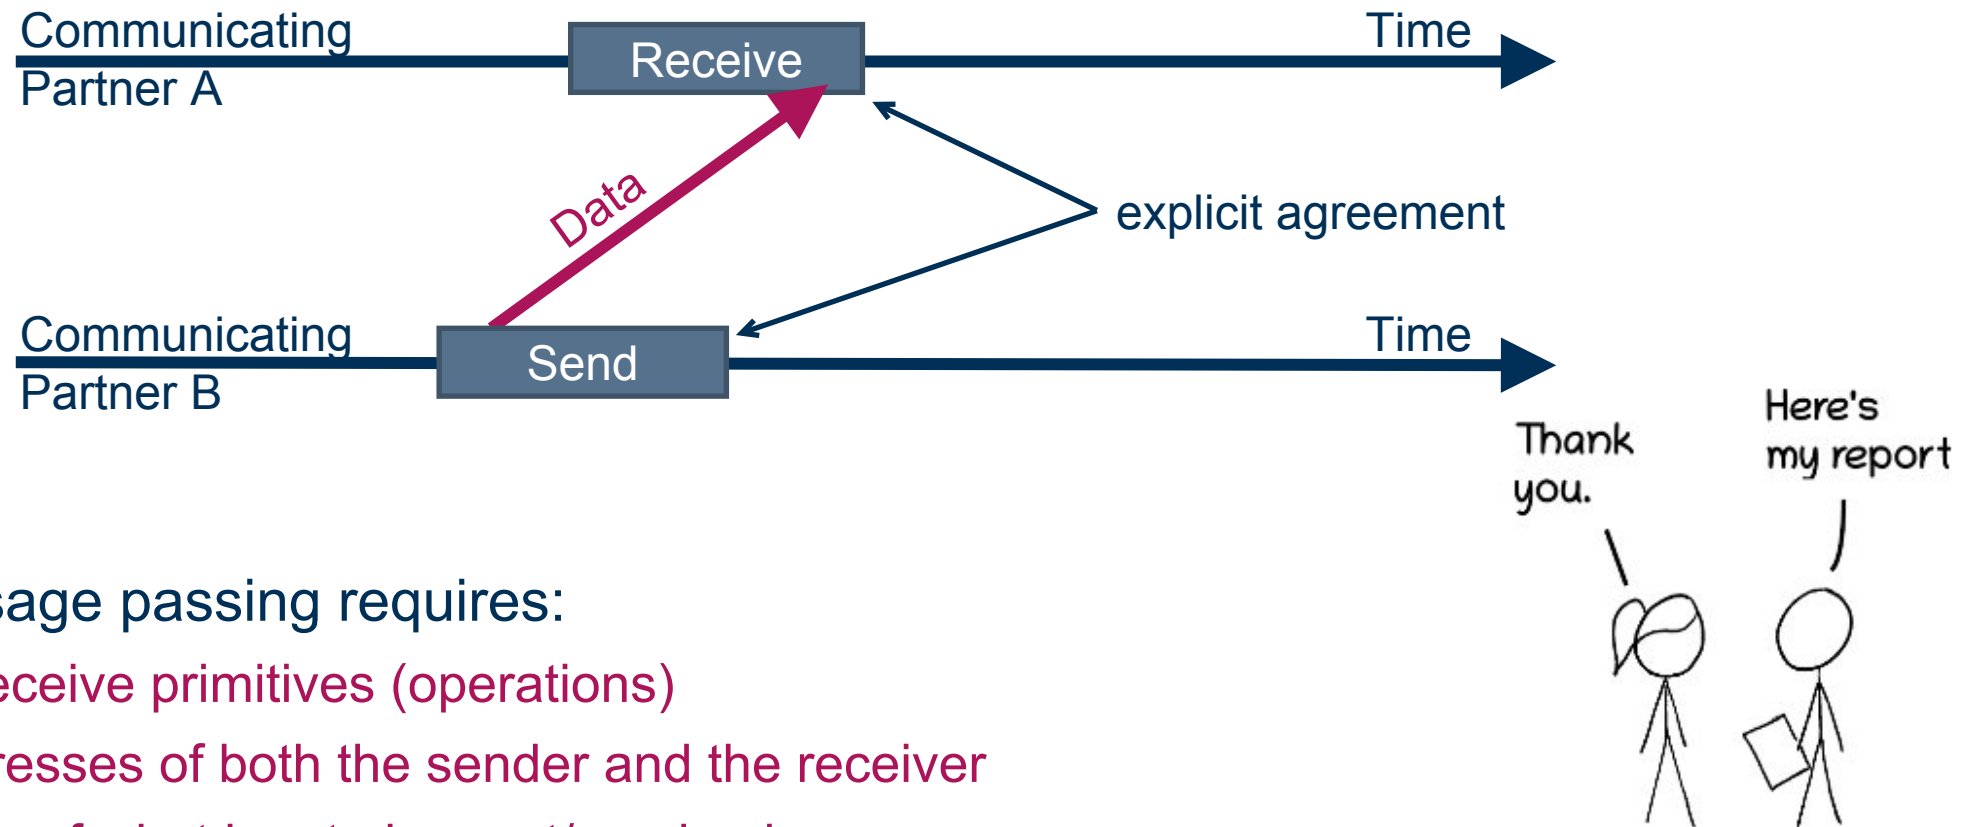 Communicating
Partner A
Receive
Time
Data
explicit agreement
Communicating
Partner B
Send
Time
Thank
you.
Here's
my report
sage passing requires:
eceive primitives (operations)
resses of both the sender and the receiver